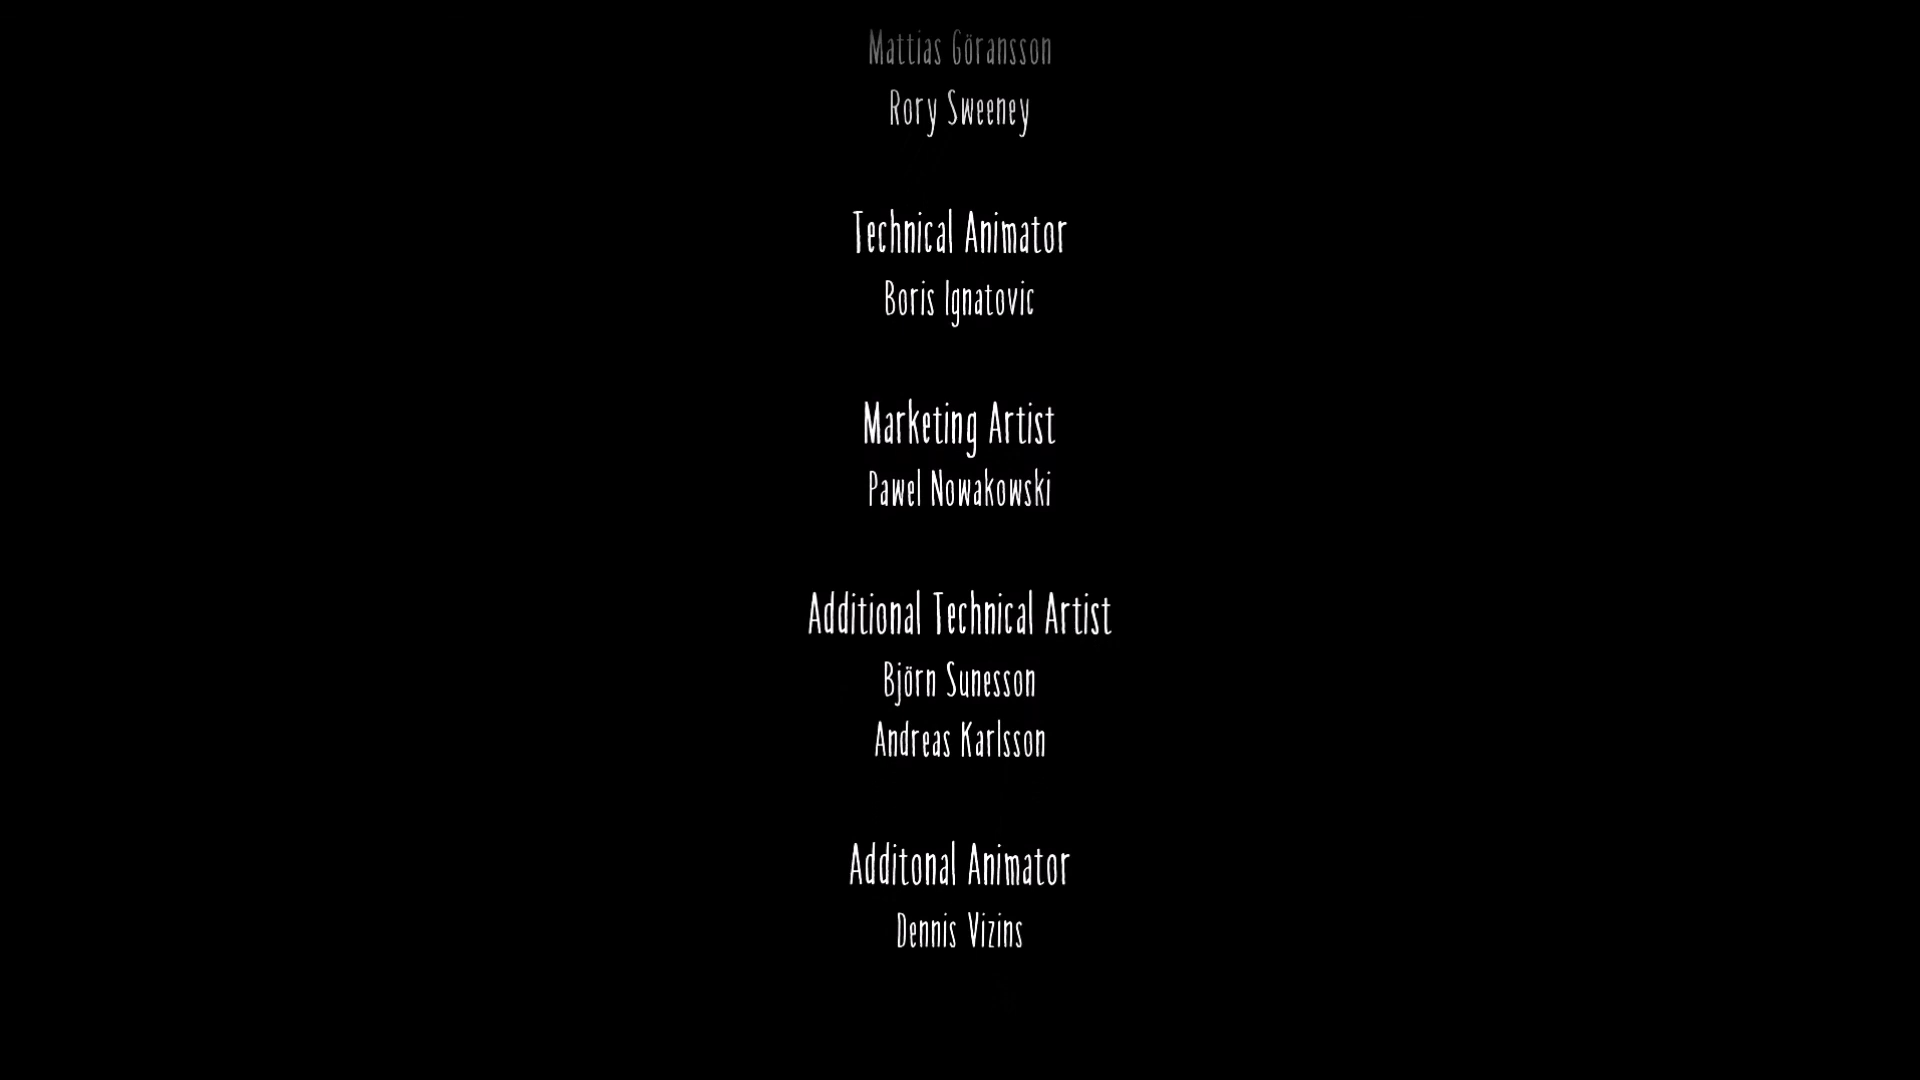 Mattias Göransson
Rory Sweeney
Technical Animator
Boris Ignatovic
Marketing Artist
Pawel Nowakowski
Additional Technical Artist
Björn Sunesson
Andreas Karlsson
Additonal Animator
Dennis Vizins